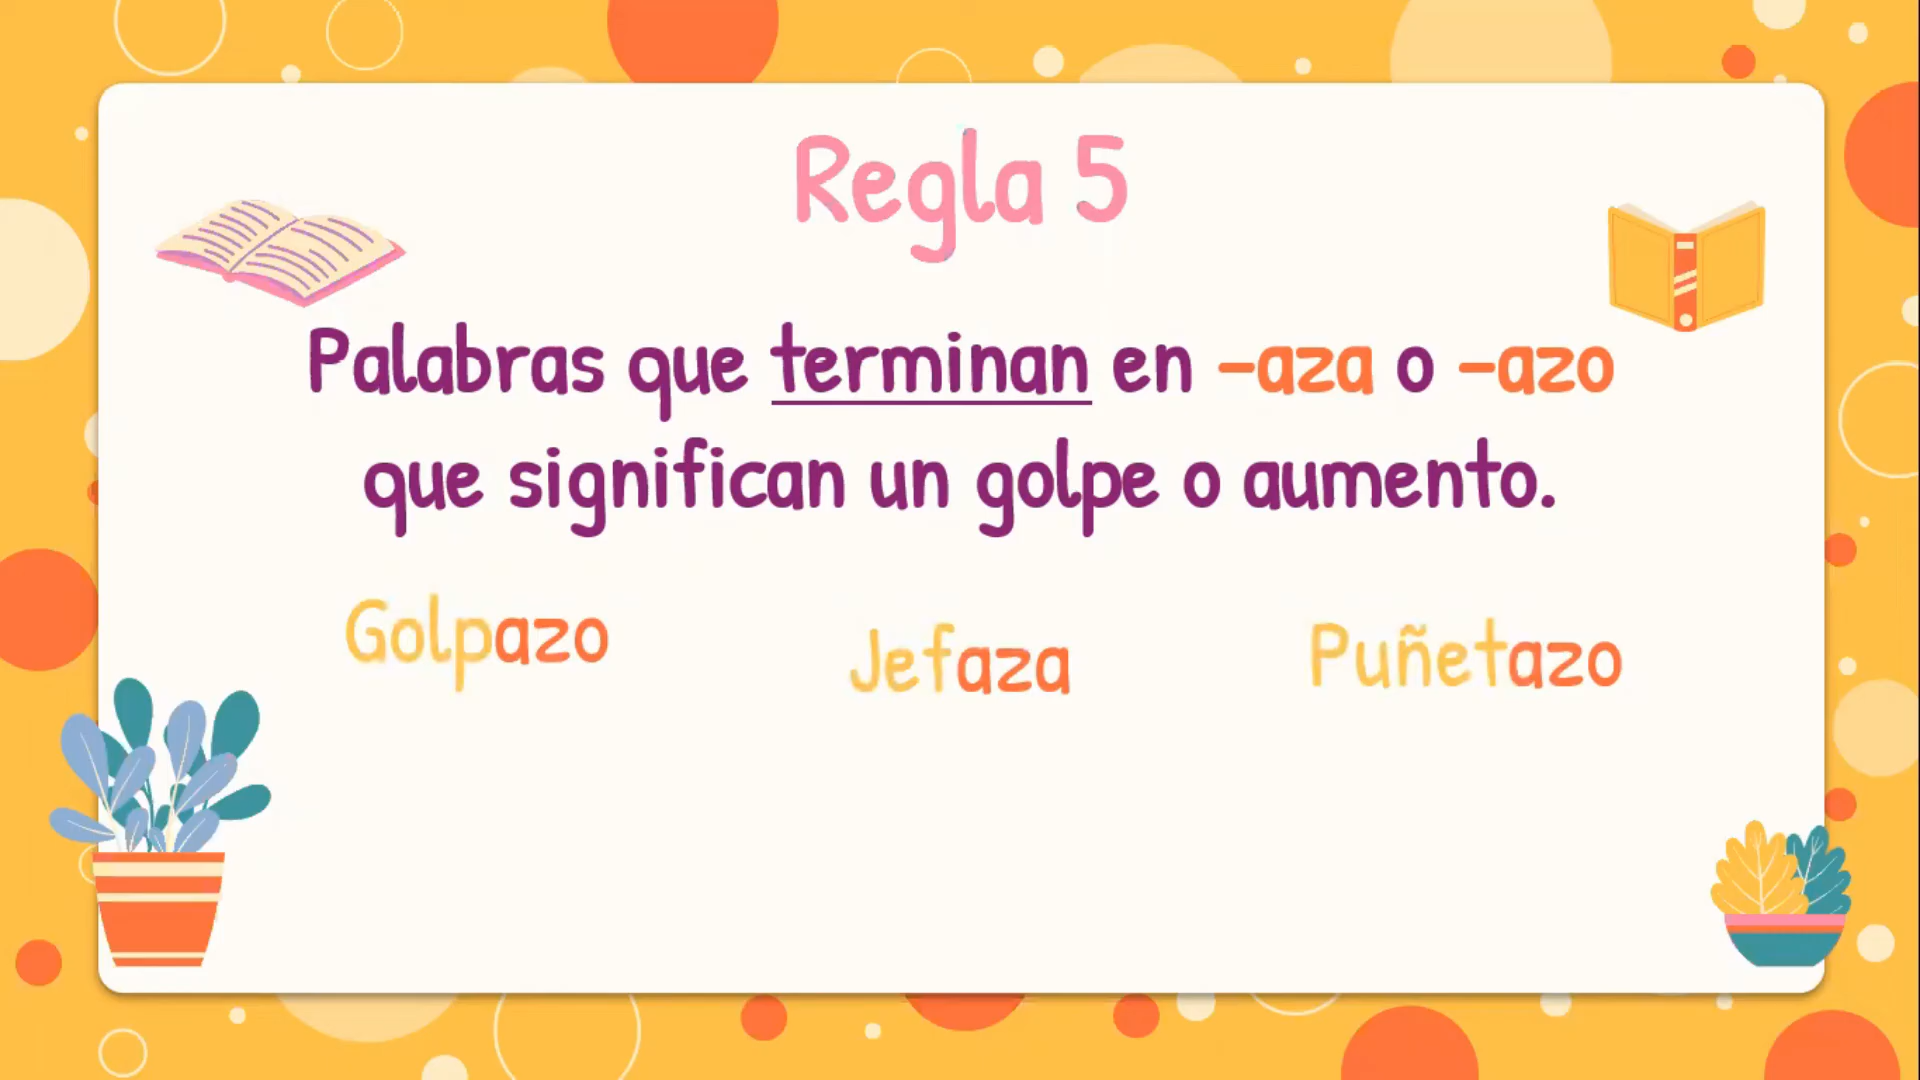 Regla 5
Palabras que terminan en -aza o -azo
que significan un golpe o aumento.
Golpazo
Jefaza
Puñetazo